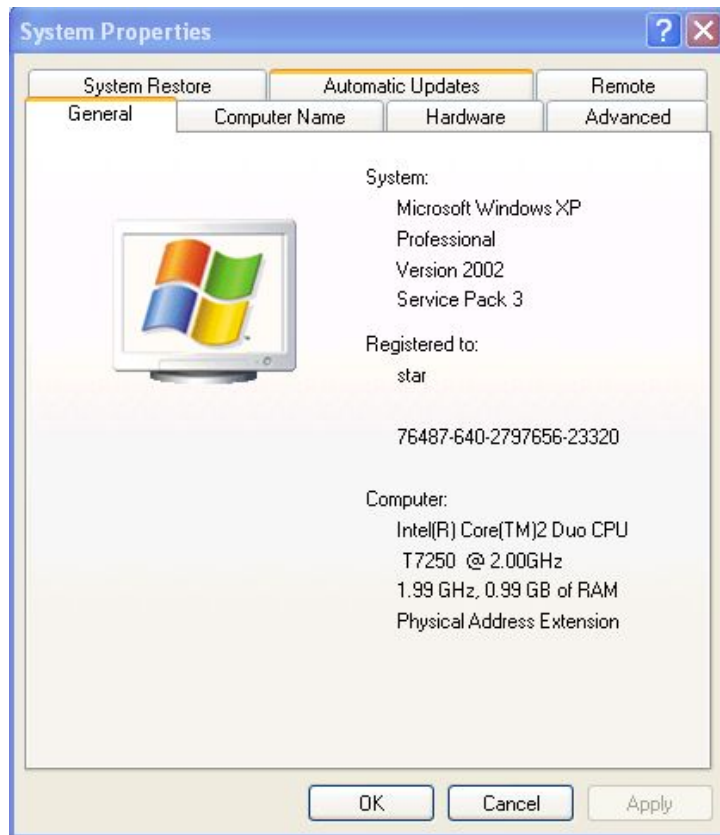 System Properties
System Restore Automatic Updates Remote
General Computer Name Hardware Advanced
System:
Microsoft Windows XP
Professional
Version 2002
Service Pack 3
Registered to:
star
76487-640-2797656-23320
Computer:
Intel(R) Core(TM)2 Duo CPU
T7250 @ 2.00GHz
1.99 GHz, 0.99 GB of RAM
Physical Address Extension
OK Cancel Apply